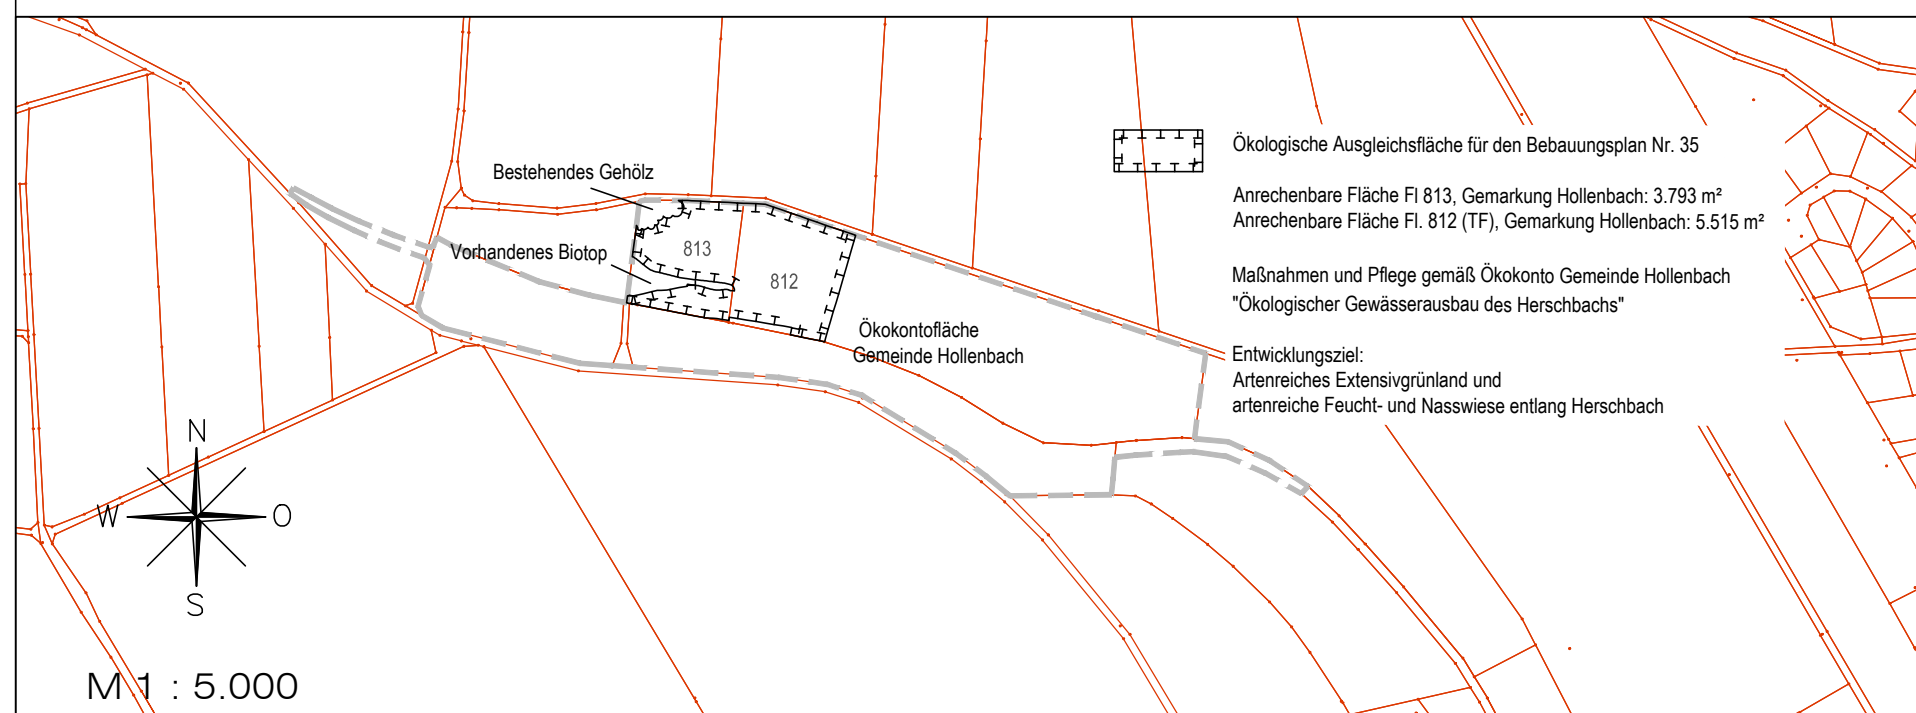 Ökologische Ausgleichsfläche für den Bebauungsplan Nr. 35
Bestehendes Gehölz
Anrechenbare Fläche Fl 813, Gemarkung Hollenbach: 3.793 m²
Anrechenbare Fläche Fl. 812 (TF), Gemarkung Hollenbach: 5.515 m²
Vorhandenes Biotop
813
812
Maßnahmen und Pflege gemäß Ökokonto Gemeinde Hollenbach
"Ökologischer Gewässerausbau des Herschbachs"
Ökokontofläche
Gemeinde Hollenbach
Entwicklungsziel:
Artenreiches Extensivgrünland und
artenreiche Feucht- und Nasswiese entlang Herschbach
N
W
O
S
M 1 : 5.000